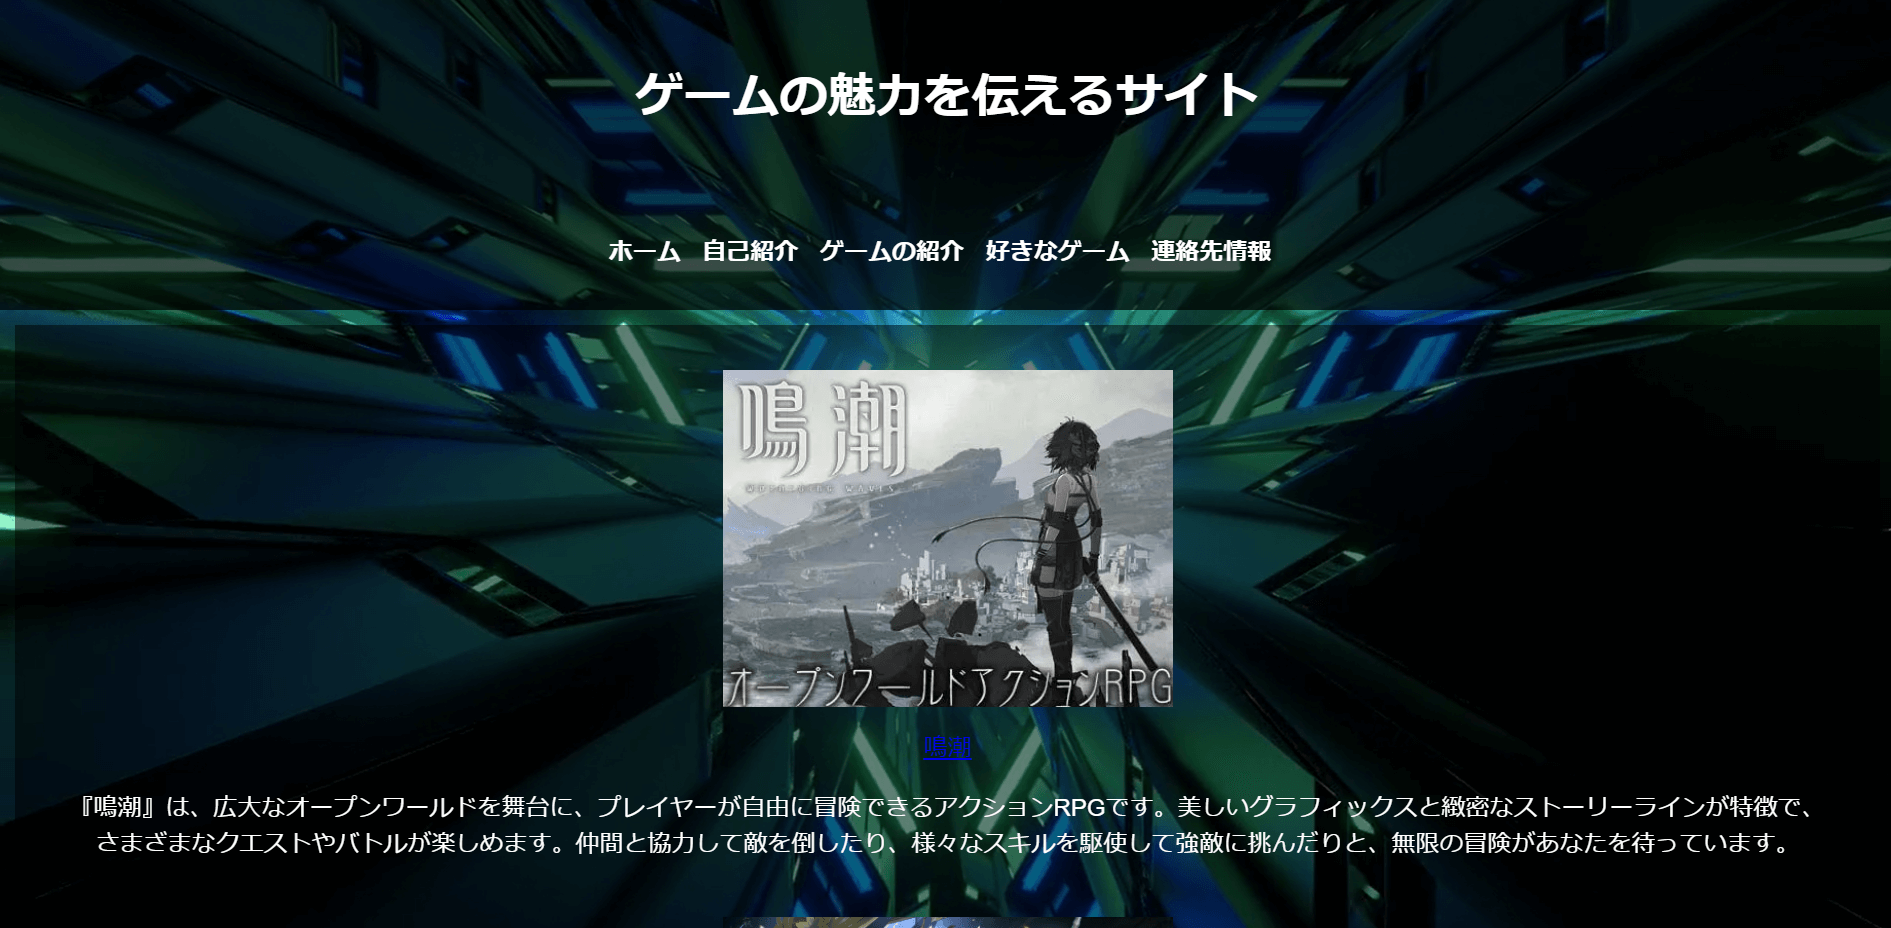 ゲームの魅力を伝えるサイト
ホーム 自己紹介 ゲームの紹介 好きなゲーム 連絡先情報
鳴潮
WUTHERING WAVES
オープンワールドアクションRPG
鳴潮
『鳴潮』は、広大なオープンワールドを舞台に、プレイヤーが自由に冒険できるアクションRPGです。美しいグラフィックスと緻密なストーリーラインが特徴で、
さまざまなクエストやバトルが楽しめます。仲間と協力して敵を倒したり、様々なスキルを駆使して強敵に挑んだりと、無限の冒険があなたを待っています。